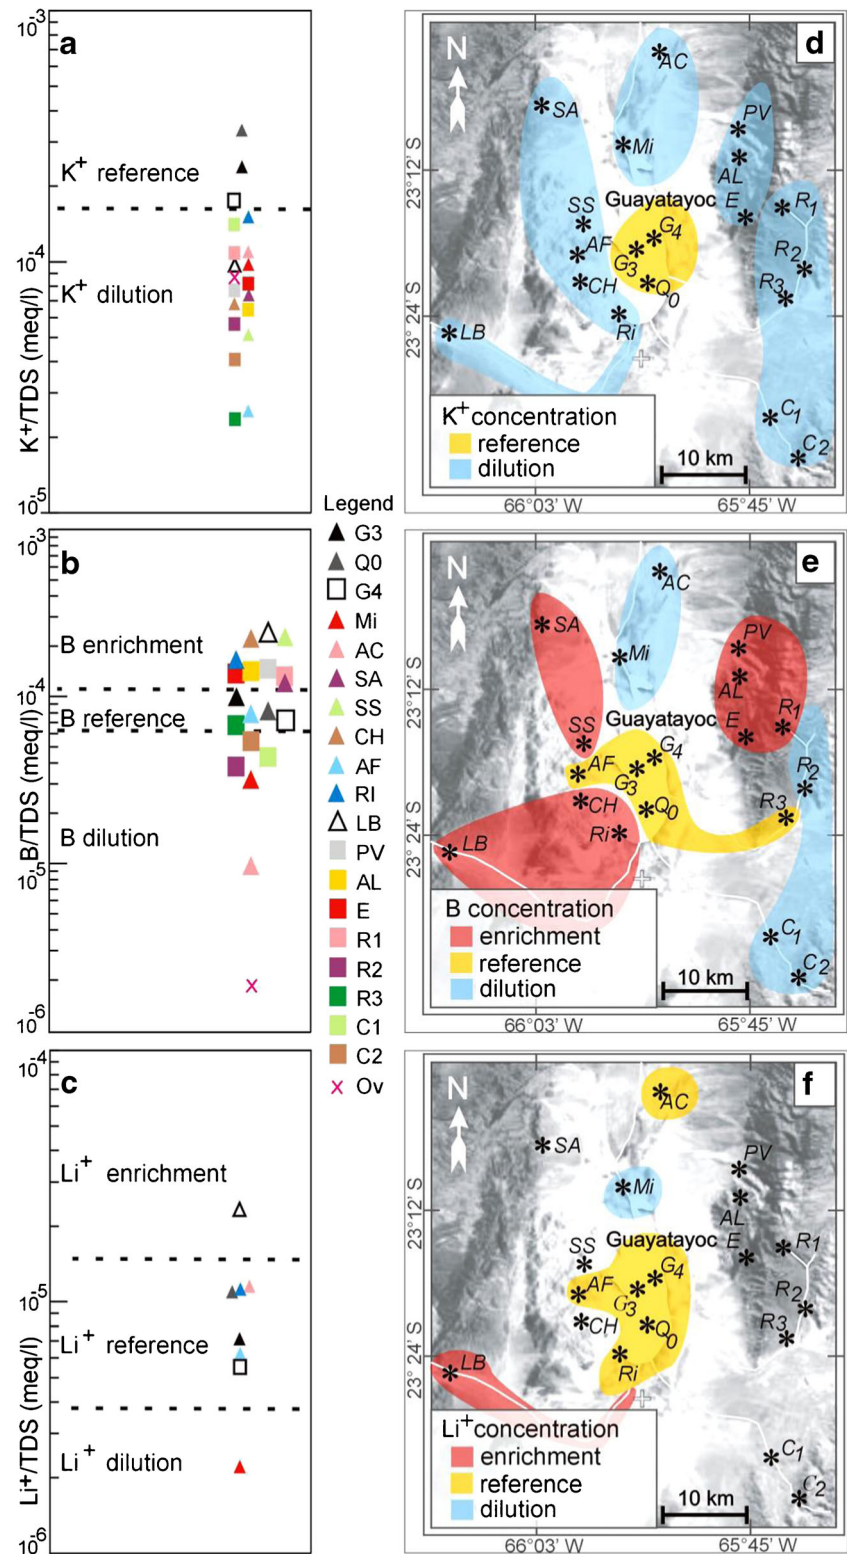 a
10-3
K+ reference
10-4
K+ dilution
K+/TDS (meq/l)
10-5
d
N
AC
SA
Mi
PV
AL
23°12' S
SS
Guayatayoc
E
R1
G4
AF
G3
R2
CH
Q0
R3
23° 24' S
LB
Ri
C1
C2
K+ concentration
reference
dilution
10 km
66°03' W
65°45' W
Legend
G3
Q0
G4
Mi
AC
SA
SS
CH
AF
RI
LB
PV
AL
E
R1
R2
R3
C1
C2
Ov
b
10-3
B enrichment
10-4
B reference
B dilution
B/TDS (meq/l)
10-5
10-6
e
N
AC
SA
Mi
PV
AL
23°12' S
SS
Guayatayoc
E
R1
G4
AF
G3
R2
CH
Q0
R3
23° 24' S
LB
Ri
C1
C2
B concentration
enrichment
reference
dilution
10 km
66°03' W
65°45' W
c
10-4
Li+ enrichment
10-5
Li+ reference
Li+ dilution
Li+/TDS (meq/l)
10-6
f
N
AC
SA
Mi
PV
AL
23°12' S
SS
Guayatayoc
E
R1
G4
AF
G3
R2
CH
Q0
R3
23° 24' S
LB
Ri
C1
C2
Li+concentration
enrichment
reference
dilution
10 km
66°03' W
65°45' W